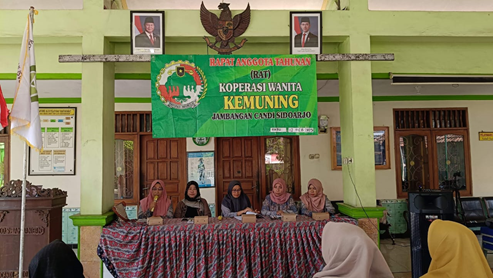 RAPAT ANGGOTA TAHUNAN
(RAT)
KOPERASI WANITA
KEMUNING
JAMBANGAN CANDI SIDOARJO